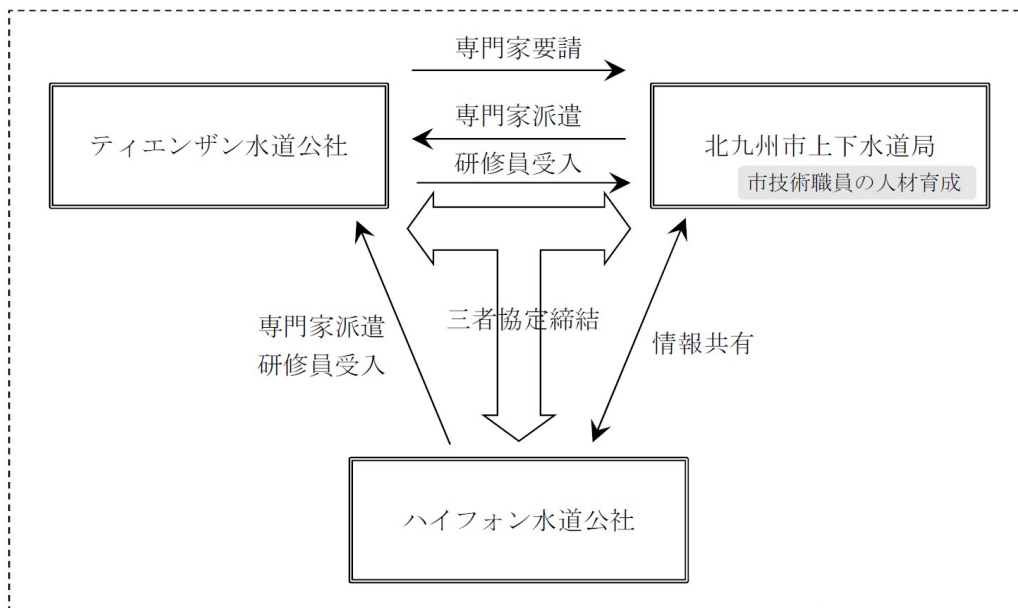 専門家要請
ティエンザン水道公社
専門家派遣
北九州市上下水道局
研修員受入
市技術職員の人材育成
三者協定締結
専門家派遣
研修員受入
情報共有
ハイフォン水道公社